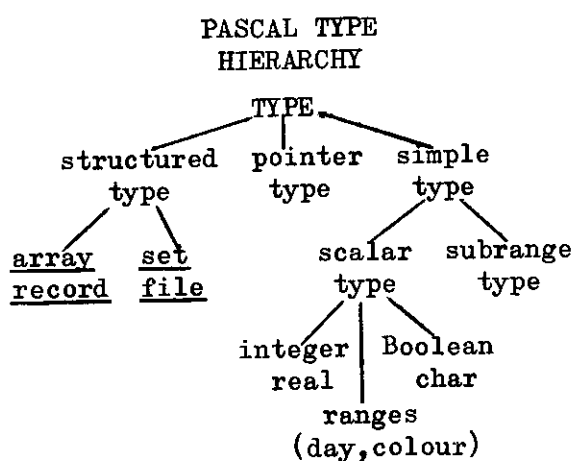 PASCAL TYPE
HIERARCHY
TYPE
structured pointer simple
type type type
array set scalar subrange
record file type type
integer Boolean
real char
ranges
(day,colour)